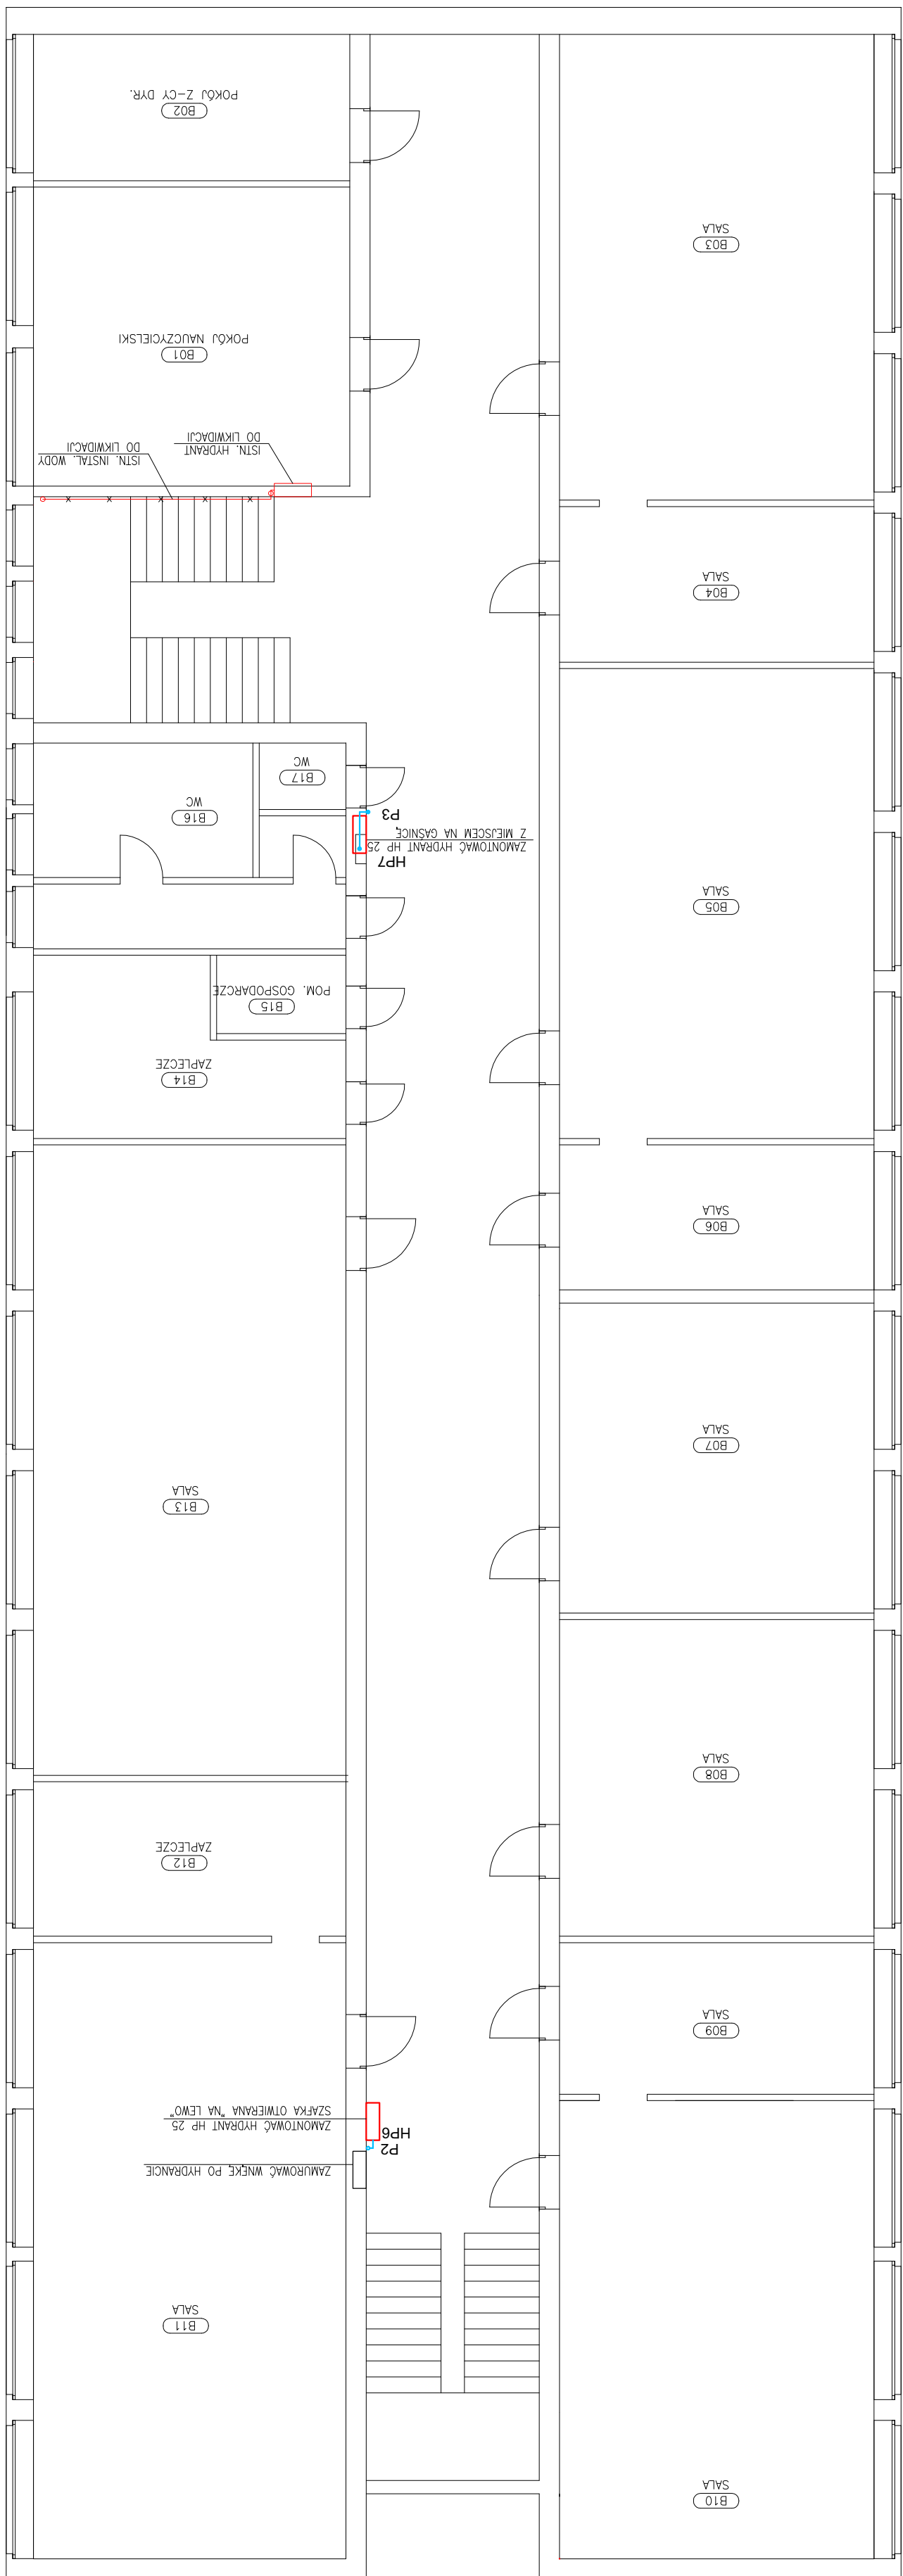 B10
SALA
B11
SALA
ZAMUROWAĆ WNĘKĘ PO HYDRANCIE
P2
HP6
ZAMONTOWAĆ HYDRANT HP 25
SZAFKA OTWIERANA "NA LEWO"
B09
SALA
B12
ZAPLECZE
B08
SALA
B13
SALA
B07
SALA
B06
SALA
B14
ZAPLECZE
B15
POM. GOSPODARCZE
B05
SALA
HP7
ZAMONTOWAĆ HYDRANT HP 25
Z MIEJSCEM NA GAŚNICĘ
P3
B16
WC
B17
WC
B04
SALA
ISTN. HYDRANT
DO LIKWIDACJI
ISTN. INSTAL. WODY
DO LIKWIDACJI
B01
POKÓJ NAUCZYCIELSKI
B03
SALA
B02
POKÓJ Z-CY DYR.